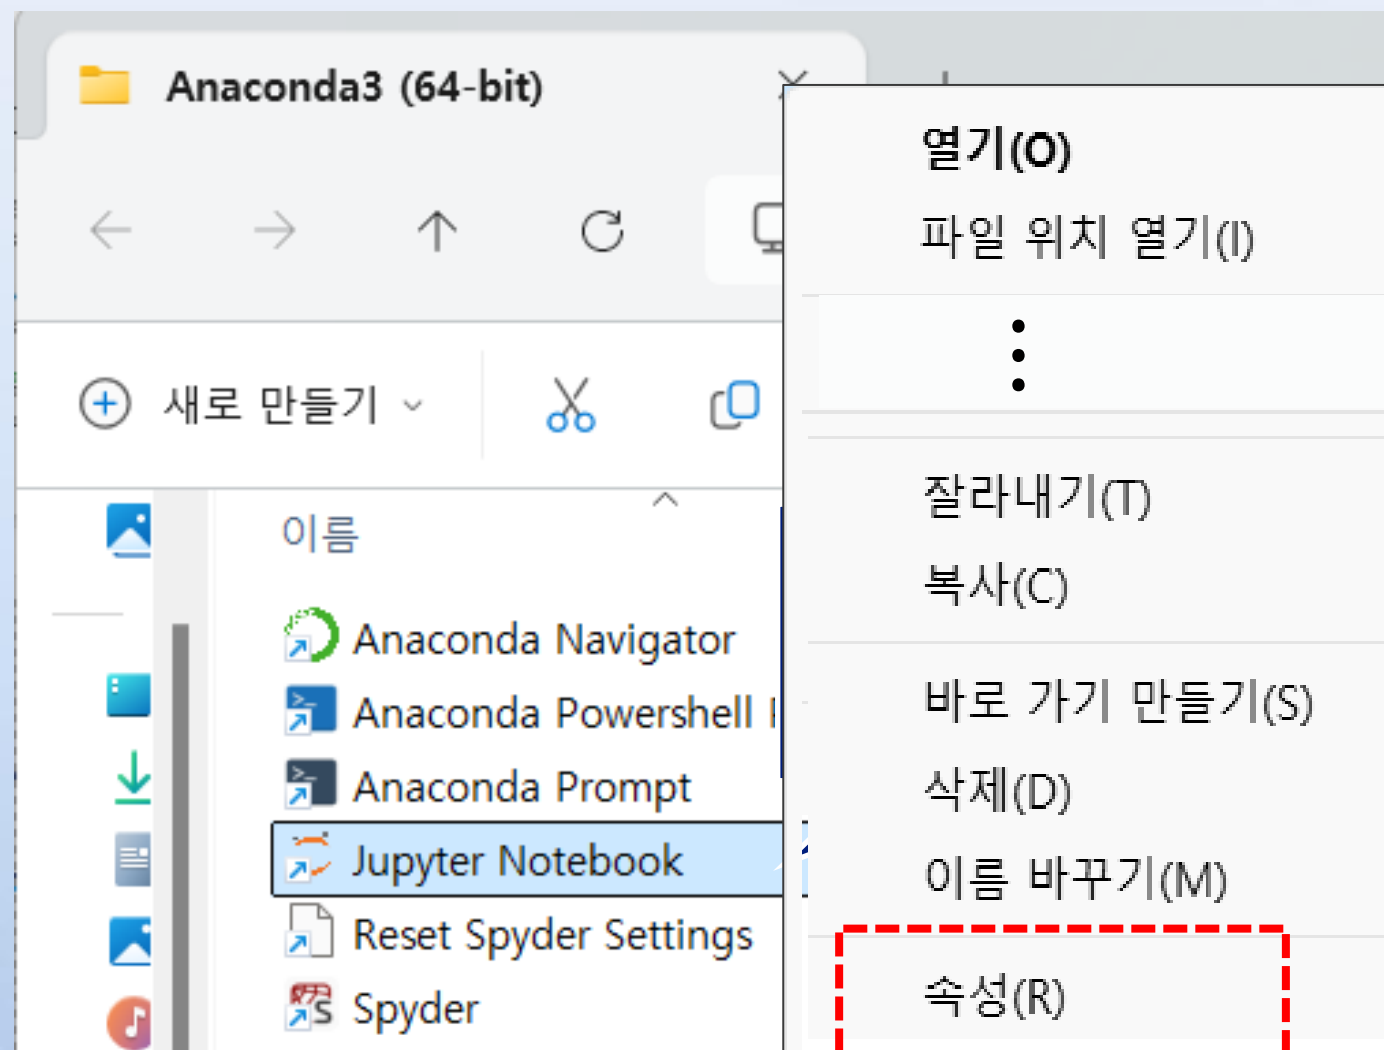 Anaconda3 (64-bit)
새로 만들기
이름
Anaconda Navigator
Anaconda Powershell
Anaconda Prompt
Jupyter Notebook
Reset Spyder Settings
Spyder
열기(O)
파일 위치 열기(I)
잘라내기(T)
복사(C)
바로 가기 만들기(S)
삭제(D)
이름 바꾸기(M)
속성(R)